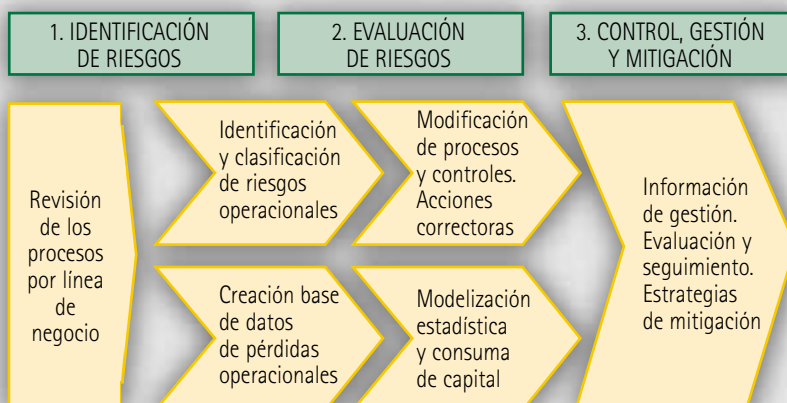 1. IDENTIFICACIÓN
DE RIESGOS
2. EVALUACIÓN
DE RIESGOS
3. CONTROL, GESTIÓN
Y MITIGACIÓN
Revisión
de los
procesos
por línea
de
negocio
Identificación
y clasificación
de riesgos
operacionales
Modificación
de procesos
y controles.
Acciones
correctoras
Creación base
de datos
de pérdidas
operacionales
Modelización
estadística
y consuma
de capital
Información
de gestión.
Evaluación y
seguimiento.
Estrategias
de mitigación